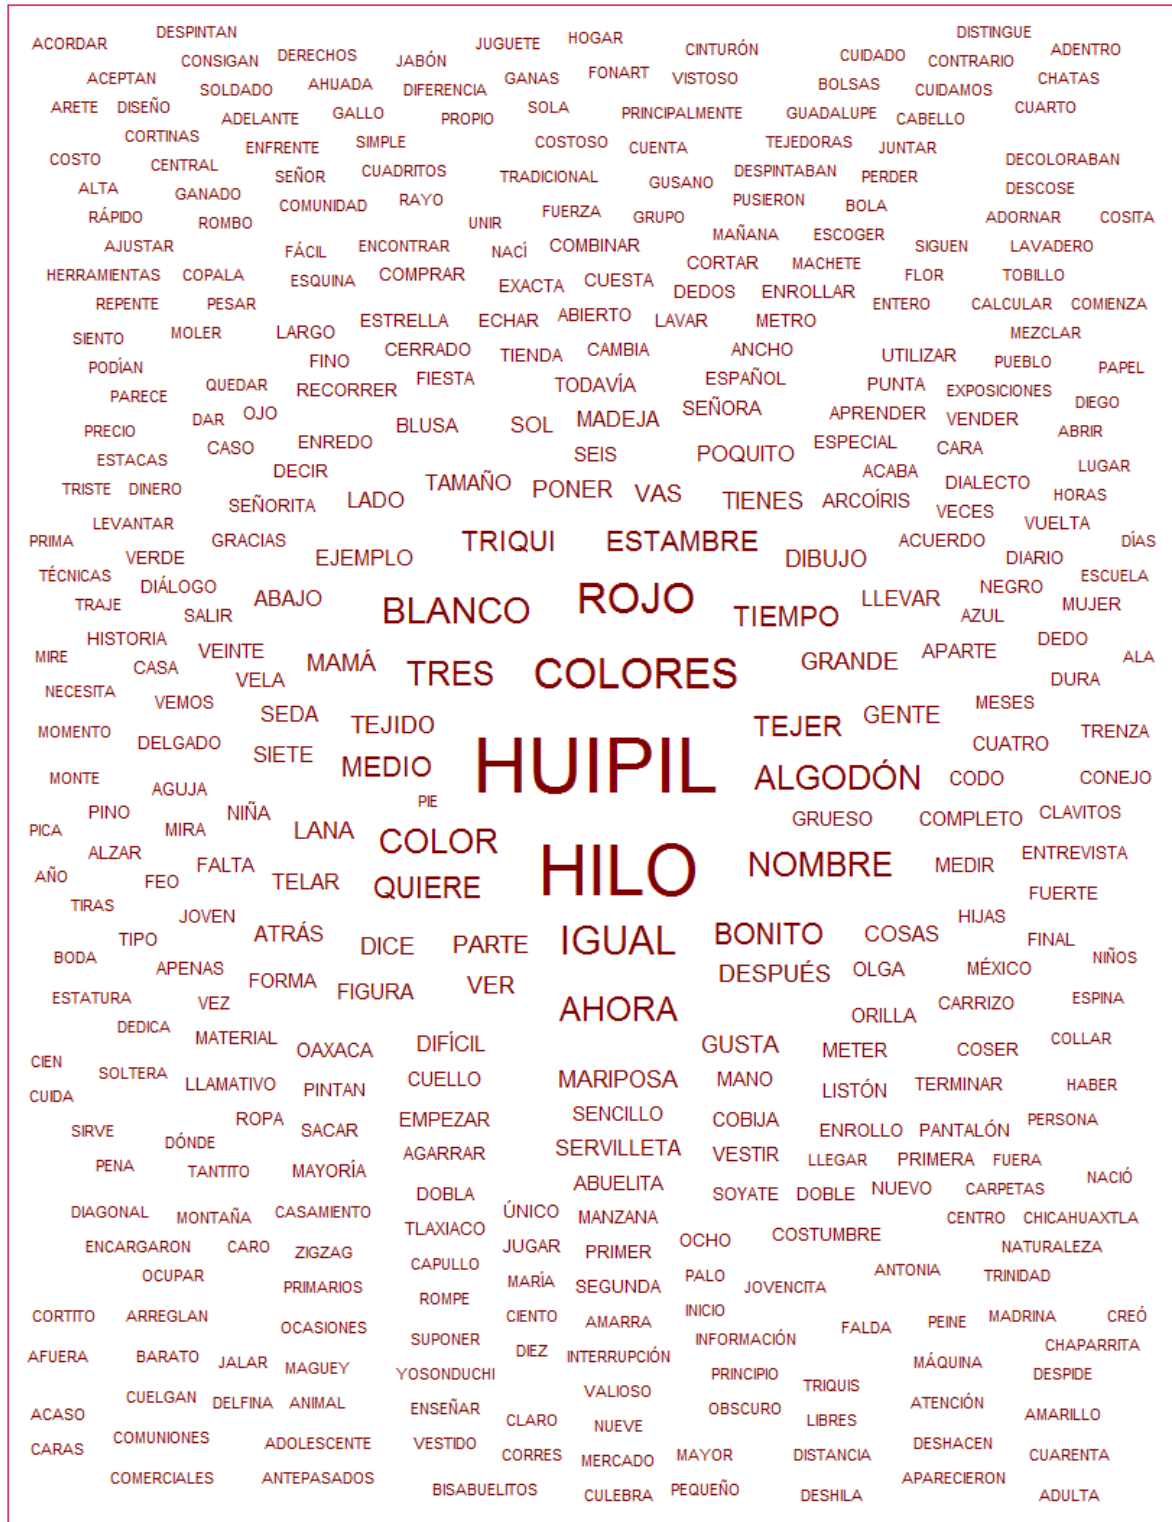 ACORDAR DESPINTAN JUGUETE HOGAR DISTINGUE
CONSIGAN DERECHOS JABÓN CINTURÓN CUIDADO CONTRARIO ADENTRO
ACEPTAN SOLDADO AHIJADA DIFERENCIA GANAS FONART VISTOSO BOLSAS CUIDAMOS CHATAS
ARETE DISEÑO ADELANTE GALLO PROPIO SOLA PRINCIPALMENTE GUADALUPE CABELLO CUARTO
CORTINAS ENFRENTE SIMPLE COSTOSO CUENTA TEJEDORAS JUNTAR
COSTO CENTRAL SEÑOR CUADRITOS TRADICIONAL GUSANO DESPINTABAN PERDER DECOLORABAN
ALTA GANADO COMUNIDAD RAYO PUSIERON BOLA DESCOSE
RÁPIDO ROMBO UNIR FUERZA GRUPO ADORNAR COSITA
AJUSTAR FÁCIL ENCONTRAR NACÍ COMBINAR MAÑANA ESCOGER SIGUEN LAVADERO
HERRAMIENTAS COPALA ESQUINA COMPRAR EXACTA CUESTA CORTAR MACHETE FLOR TOBILLO
REPENTE PESAR DEDOS ENROLLAR ENTERO CALCULAR COMIENZA
SIENTO MOLER LARGO ESTRELLA ECHAR ABIERTO LAVAR METRO MEZCLAR
PODÍAN FINO CERRADO TIENDA CAMBIA ANCHO UTILIZAR PUEBLO PAPEL
PARECE QUEDAR RECORRER FIESTA TODAVÍA ESPAÑOL PUNTA EXPOSICIONES
PRECIO DAR OJO BLUSA SOL MADEJA SEÑORA APRENDER VENDER DIEGO
ESTACAS CASO ENREDO SEIS POQUITO ESPECIAL CARA ABRIR
TRISTE DINERO DECIR TAMAÑO ACABA DIALECTO LUGAR
LEVANTAR SEÑORITA LADO PONER VAS TIENES ARCOÍRIS VECES HORAS
PRIMA GRACIAS TRIQUI ESTAMBRE ACUERDO VUELTA DÍAS
TÉCNICAS VERDE EJEMPLO DIBUJO DIARIO ESCUELA
TRAJE DIÁLOGO ABAJO BLANCO ROJO LLEVAR NEGRO MUJER
SALIR TIEMPO AZUL
MIRE HISTORIA VEINTE MAMÁ TRES COLORES GRANDE APARTE DEDO ALA
NECESITA CASA VELA DURA
VEMOS SEDA TEJIDO TEJER GENTE MESES
MOMENTO DELGADO SIETE MEDIO HUIPIL CUATRO TRENZA
MONTE AGUJA PIE ALGODÓN CODO CONEJO
PICA PINO MIRA NIÑA LANA GRUESO COMPLETO CLAVITOS
AÑO ALZAR FALTA COLOR NOMBRE MEDIR ENTREVISTA
FEO TELAR QUIERE HILO FUERTE
TIRAS JOVEN HIJAS
BODA TIPO ATRÁS DICE PARTE IGUAL BONITO COSAS FINAL NIÑOS
ESTATURA APENAS FORMA FIGURA VER DESPUÉS OLGA MÉXICO
VEZ AHORA ORILLA CARRIZO ESPINA
CIEN DEDICA MATERIAL OAXACA DIFÍCIL GUSTA METER COSER COLLAR
CUIDA SOLTERA LLAMATIVO PINTAN CUELLO MARIPOSA MANO LISTÓN TERMINAR HABER
SIRVE ROPA SACAR EMPEZAR SENCILLO COBIJA ENROLLO PANTALÓN PERSONA
PENA DÓNDE TANTITO MAYORÍA AGARRAR SERVILLETA VESTIR LLEGAR PRIMERA FUERA NACIÓ
DIAGONAL MONTAÑA CASAMIENTO DOBLA ABUELITA SOYATE DOBLE NUEVO CARPETAS
TLAXIACO ÚNICO MANZANA COSTUMBRE CENTRO CHICAHUAXTLA
ENCARGARON CARO ZIGZAG CAPULLO JUGAR PRIMER OCHO NATURALEZA
OCUPAR PRIMARIOS ROMPE MARÍA SEGUNDA PALO JOVENCITA ANTONIA TRINIDAD
CORTITO ARREGLAN OCASIONES SUPONER CIENTO AMARRA INICIO FALDA PEINE MADRINA CREÓ
AFUERA BARATO JALAR MAGUEY YOSONDUCHI DIEZ INTERRUPCIÓN INFORMACIÓN MÁQUINA CHAPARRITA
CUELGAN DELFINA ANIMAL ENSEÑAR VALIOSO PRINCIPIO TRIQUIS ATENCIÓN DESPIDE
ACASO CLARO NUEVE OBSCURO LIBRES AMARILLO
CARAS COMUNIONES ADOLESCENTE VESTIDO CORRES MERCADO MAYOR DISTANCIA DESHACEN CUARENTA
COMERCIALES ANTEPASADOS BISABUELITOS CULEBRA PEQUEÑO DESHILA APARECIERON ADULTA